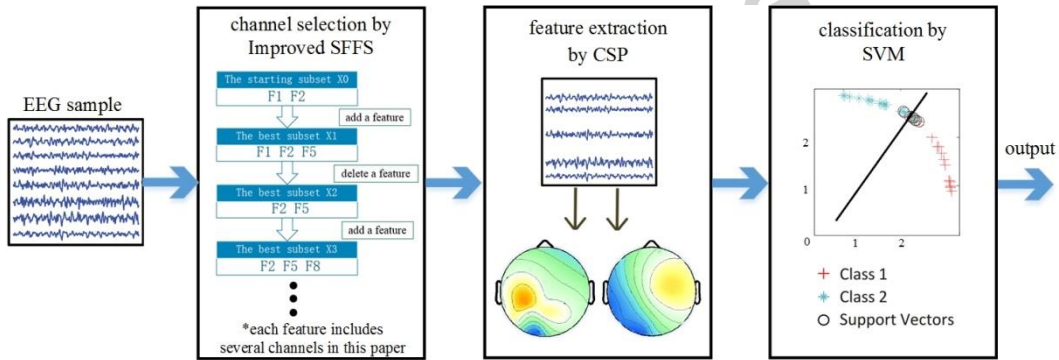 EEG sample
channel selection by
Improved SFFS
The starting subset X0
F1 F2
add a feature
The best subset X1
F1 F2 F5
delete a feature
The best subset X2
F2 F5
add a feature
The best subset X3
F2 F5 F8
*each feature includes
several channels in this paper
feature extraction
by CSP
classification by
SVM
2
1
0
1
2
Class 1
Class 2
Support Vectors
output